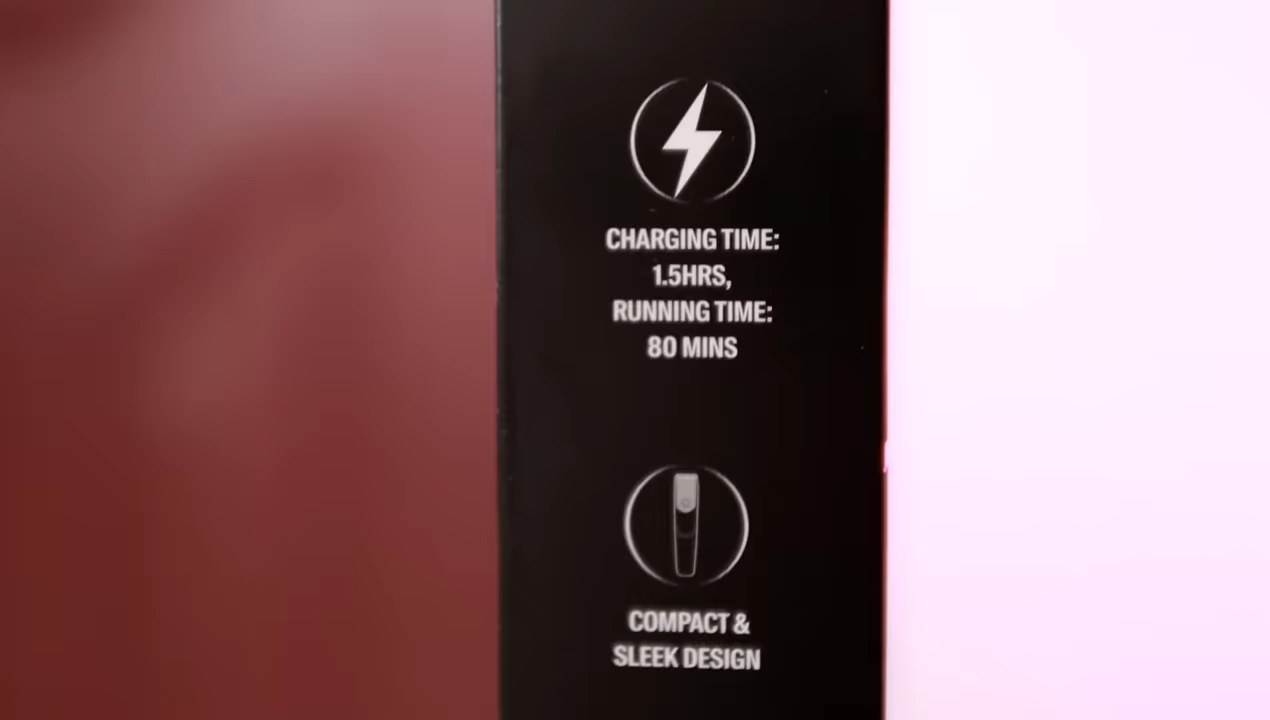 CHARGING TIME:
1.5HRS,
RUNNING TIME:
80 MINS
COMPACT &
SLEEK DESIGN